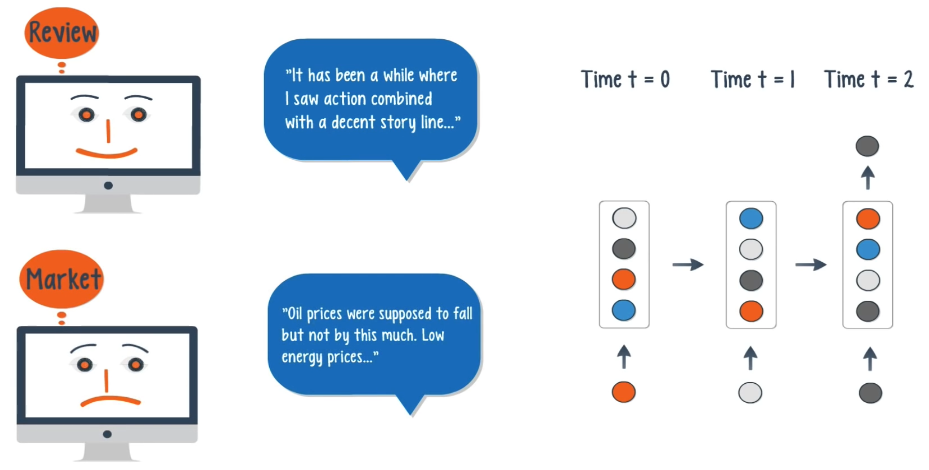 Review
"It has been a while where
I saw action combined
with a decent story line..."
Time t = 0
Time t = 1
Time t = 2
Market
"Oil prices were supposed to fall
but not by this much. Low
energy prices..."